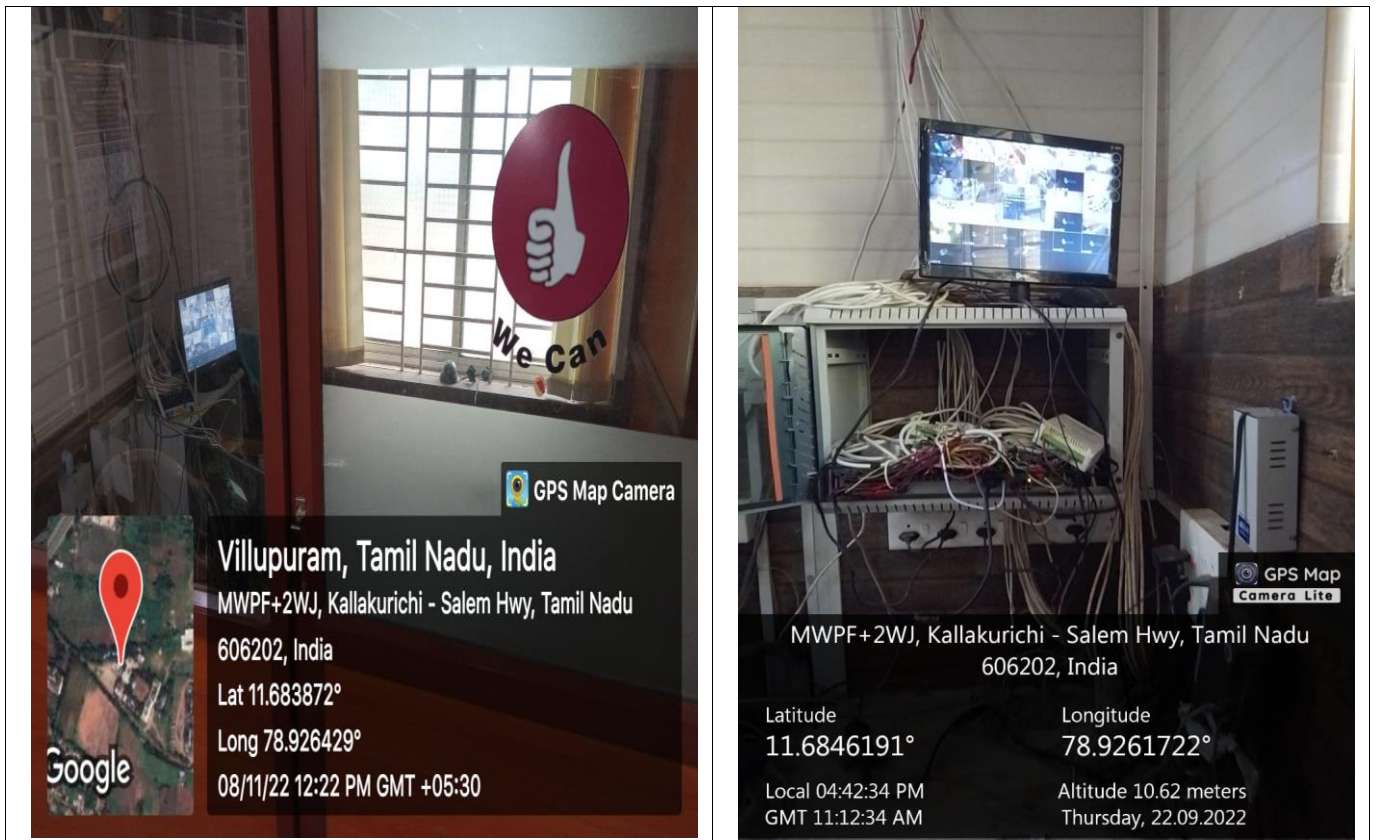 We Can
GPS Map Camera
Villupuram, Tamil Nadu, India
MWPF+2WJ, Kallakurichi - Salem Hwy, Tamil Nadu
606202, India
Lat 11.683872°
Long 78.926429°
08/11/22 12:22 PM GMT +05:30
Google
GPS Map
Camera Lite
MWPF+2WJ, Kallakurichi - Salem Hwy, Tamil Nadu
606202, India
Latitude
11.6846191°
Longitude
78.9261722°
Local 04:42:34 PM
GMT 11:12:34 AM
Altitude 10.62 meters
Thursday, 22.09.2022